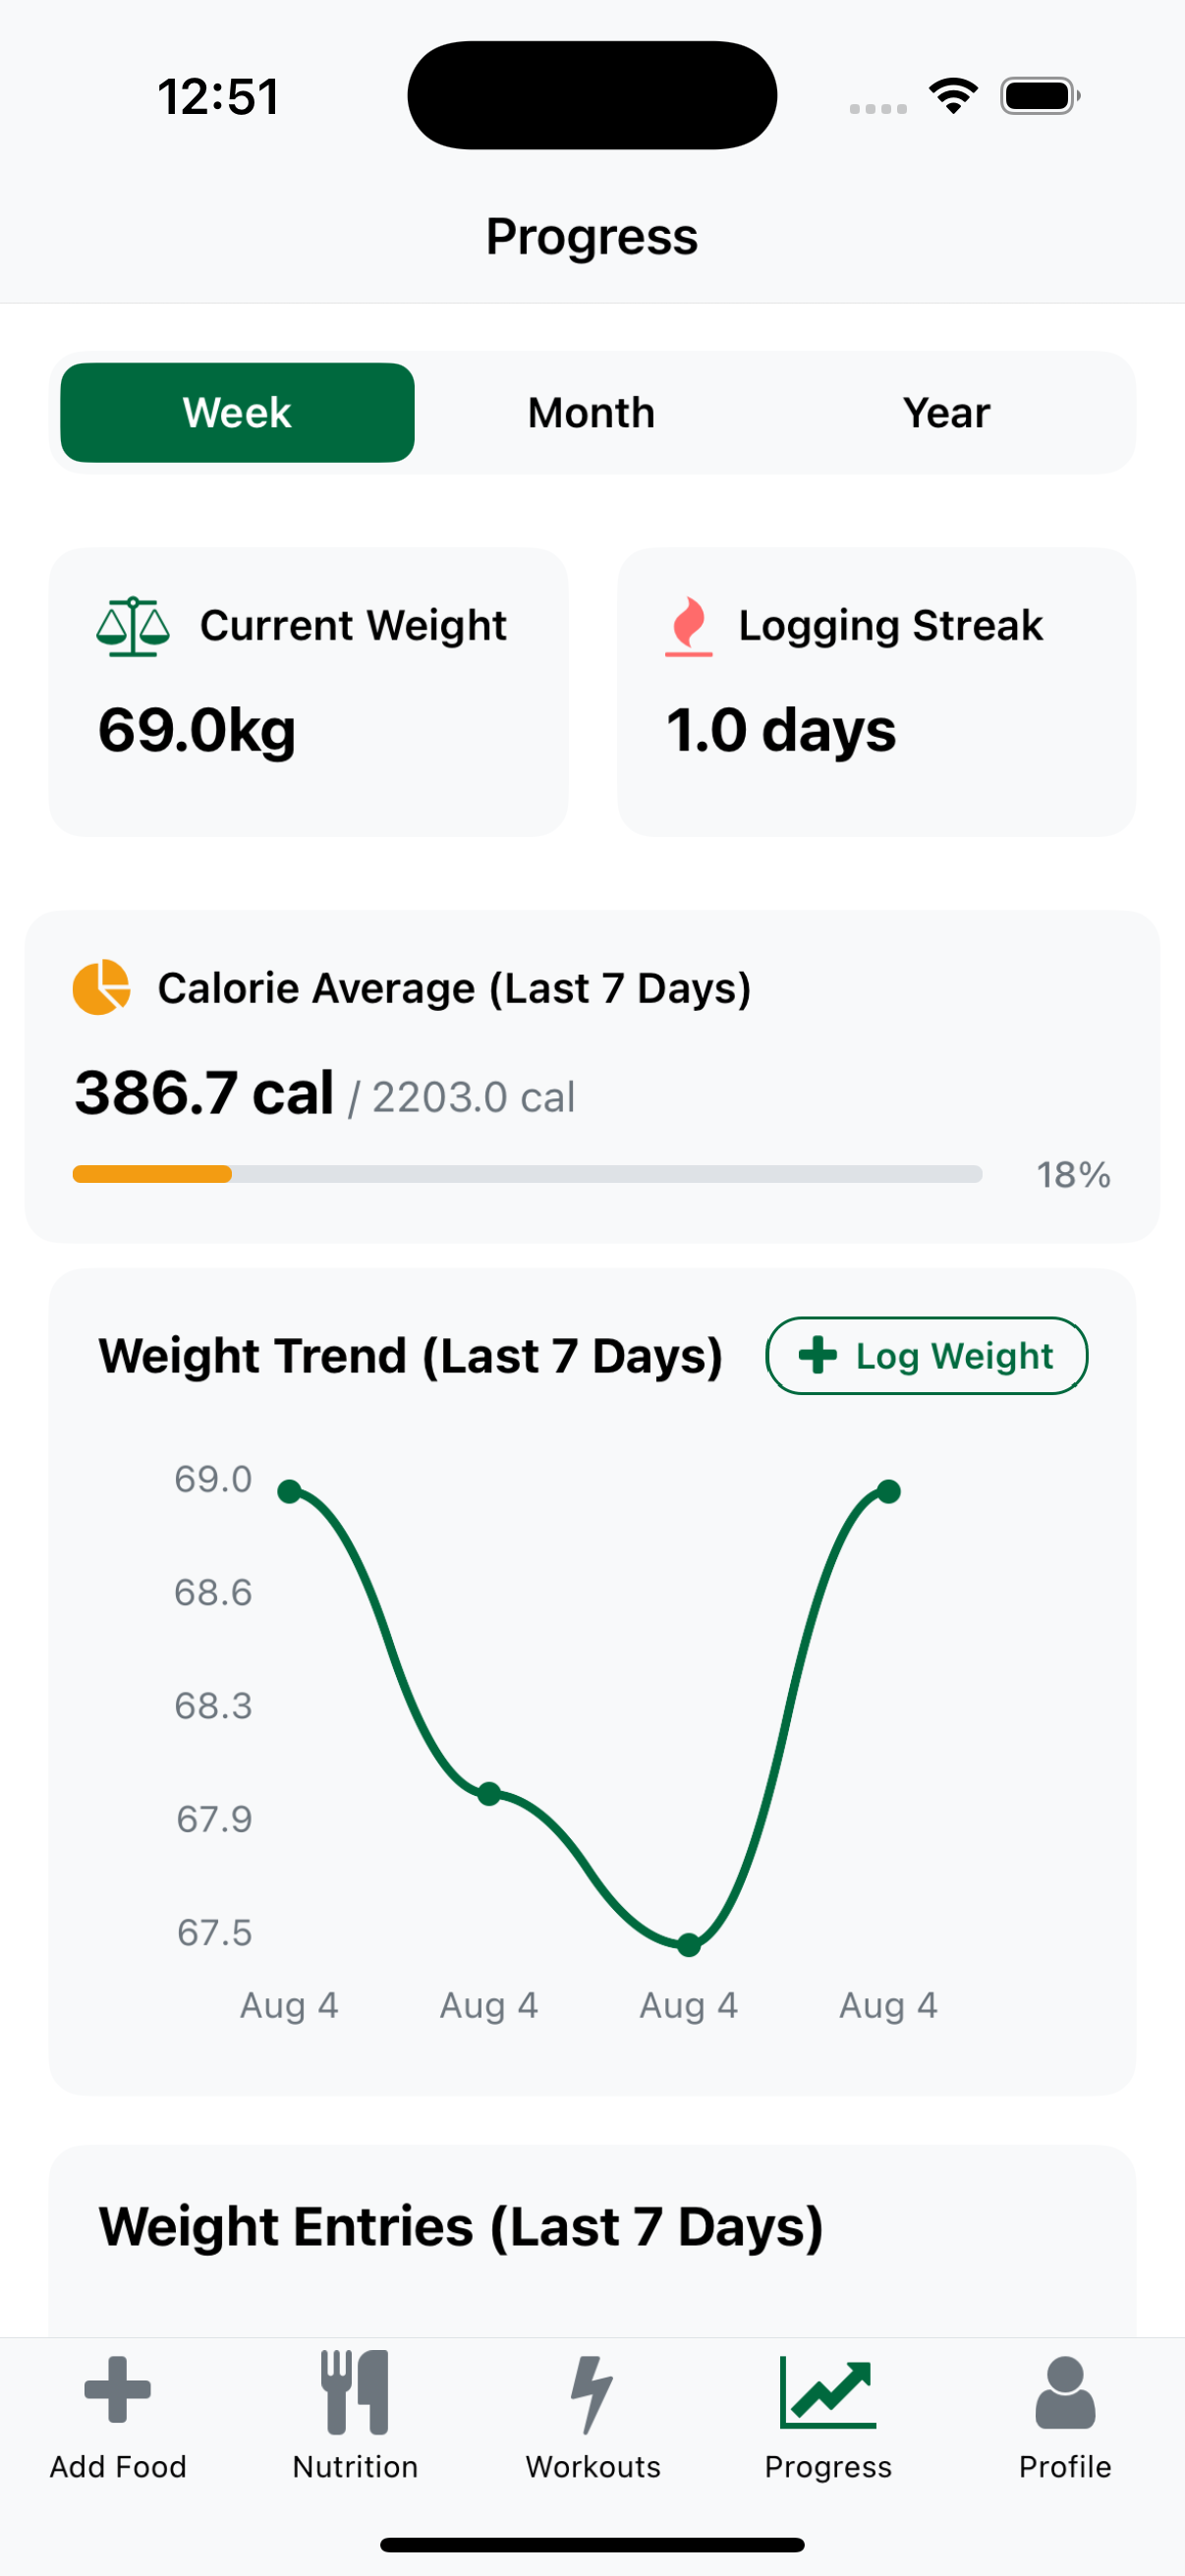 12:51
Progress
Week Month Year
Current Weight
69.0kg
Logging Streak
1.0 days
Calorie Average (Last 7 Days)
386.7 cal / 2203.0 cal
18%
Weight Trend (Last 7 Days)
Log Weight
69.0
68.6
68.3
67.9
67.5
Aug 4 Aug 4 Aug 4 Aug 4
Weight Entries (Last 7 Days)
Add Food Nutrition Workouts Progress Profile